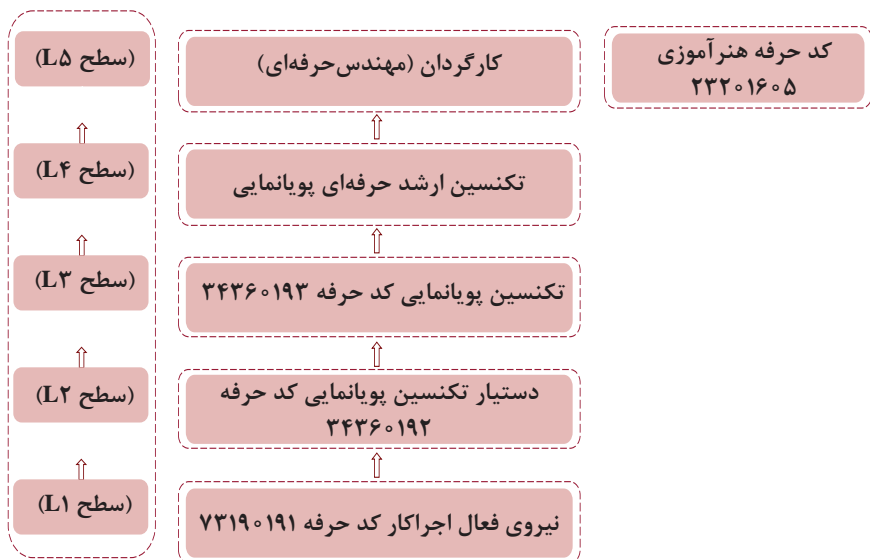 کد حرفه هنرآموزی
۲۳۲۰۱۶۰۵
کارگردان (مهندس‌حرفه‌ای)
(سطح L۵)
تکنسین ارشد حرفه‌ای پویانمایی
(سطح L۴)
تکنسین پویانمایی کد حرفه ۳۴۳۶۰۱۹۳
(سطح L۳)
دستیار تکنسین پویانمایی کد حرفه
۳۴۳۶۰۱۹۲
(سطح L۲)
نیروی فعال اجراکار کد حرفه ۷۳۱۹۰۱۹۱
(سطح L۱)